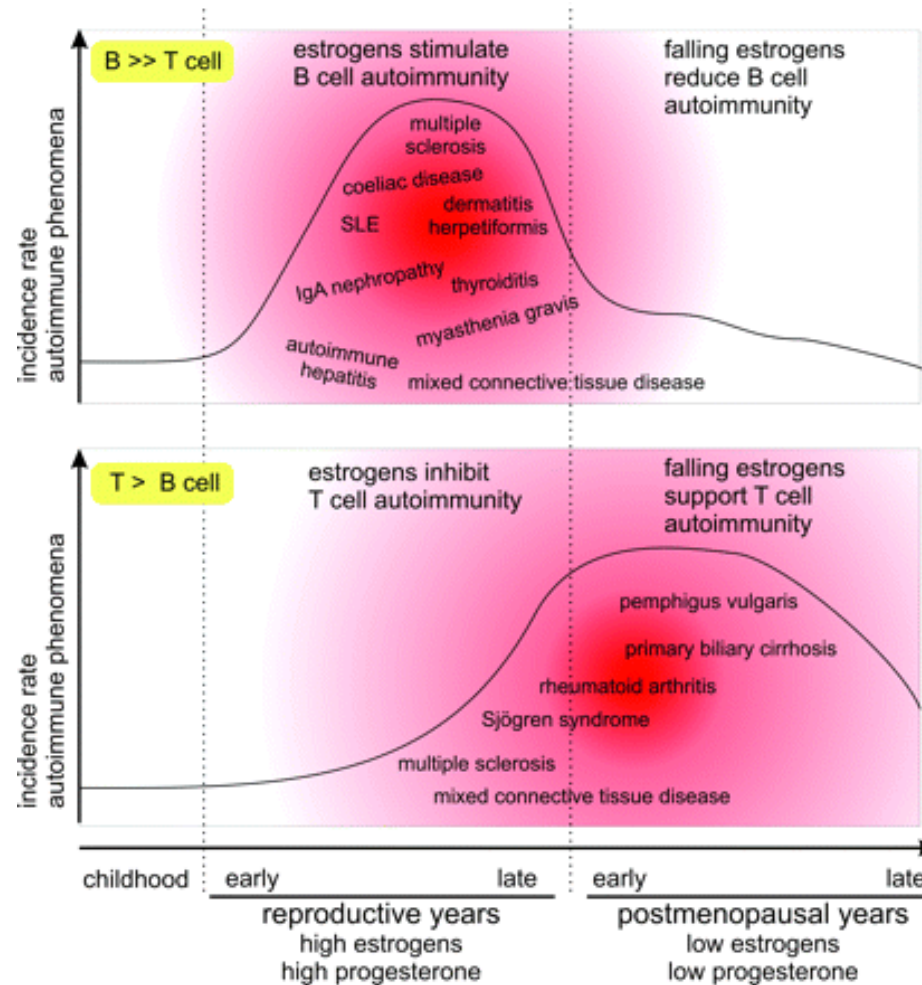 B >> T cell
estrogens stimulate
B cell autoimmunity
falling estrogens
reduce B cell
autoimmunity
incidence rate
autoimmune phenomena
multiple
sclerosis
coeliac disease
SLE
dermatitis
herpetiformis
IgA nephropathy
thyroiditis
myasthenia gravis
autoimmune
hepatitis
mixed connective tissue disease
T > B cell
estrogens inhibit
T cell autoimmunity
falling estrogens
support T cell
autoimmunity
incidence rate
autoimmune phenomena
pemphigus vulgaris
primary biliary cirrhosis
rheumatoid arthritis
Sjögren syndrome
multiple sclerosis
mixed connective tissue disease
childhood
early
late
early
late
reproductive years
high estrogens
high progesterone
postmenopausal years
low estrogens
low progesterone